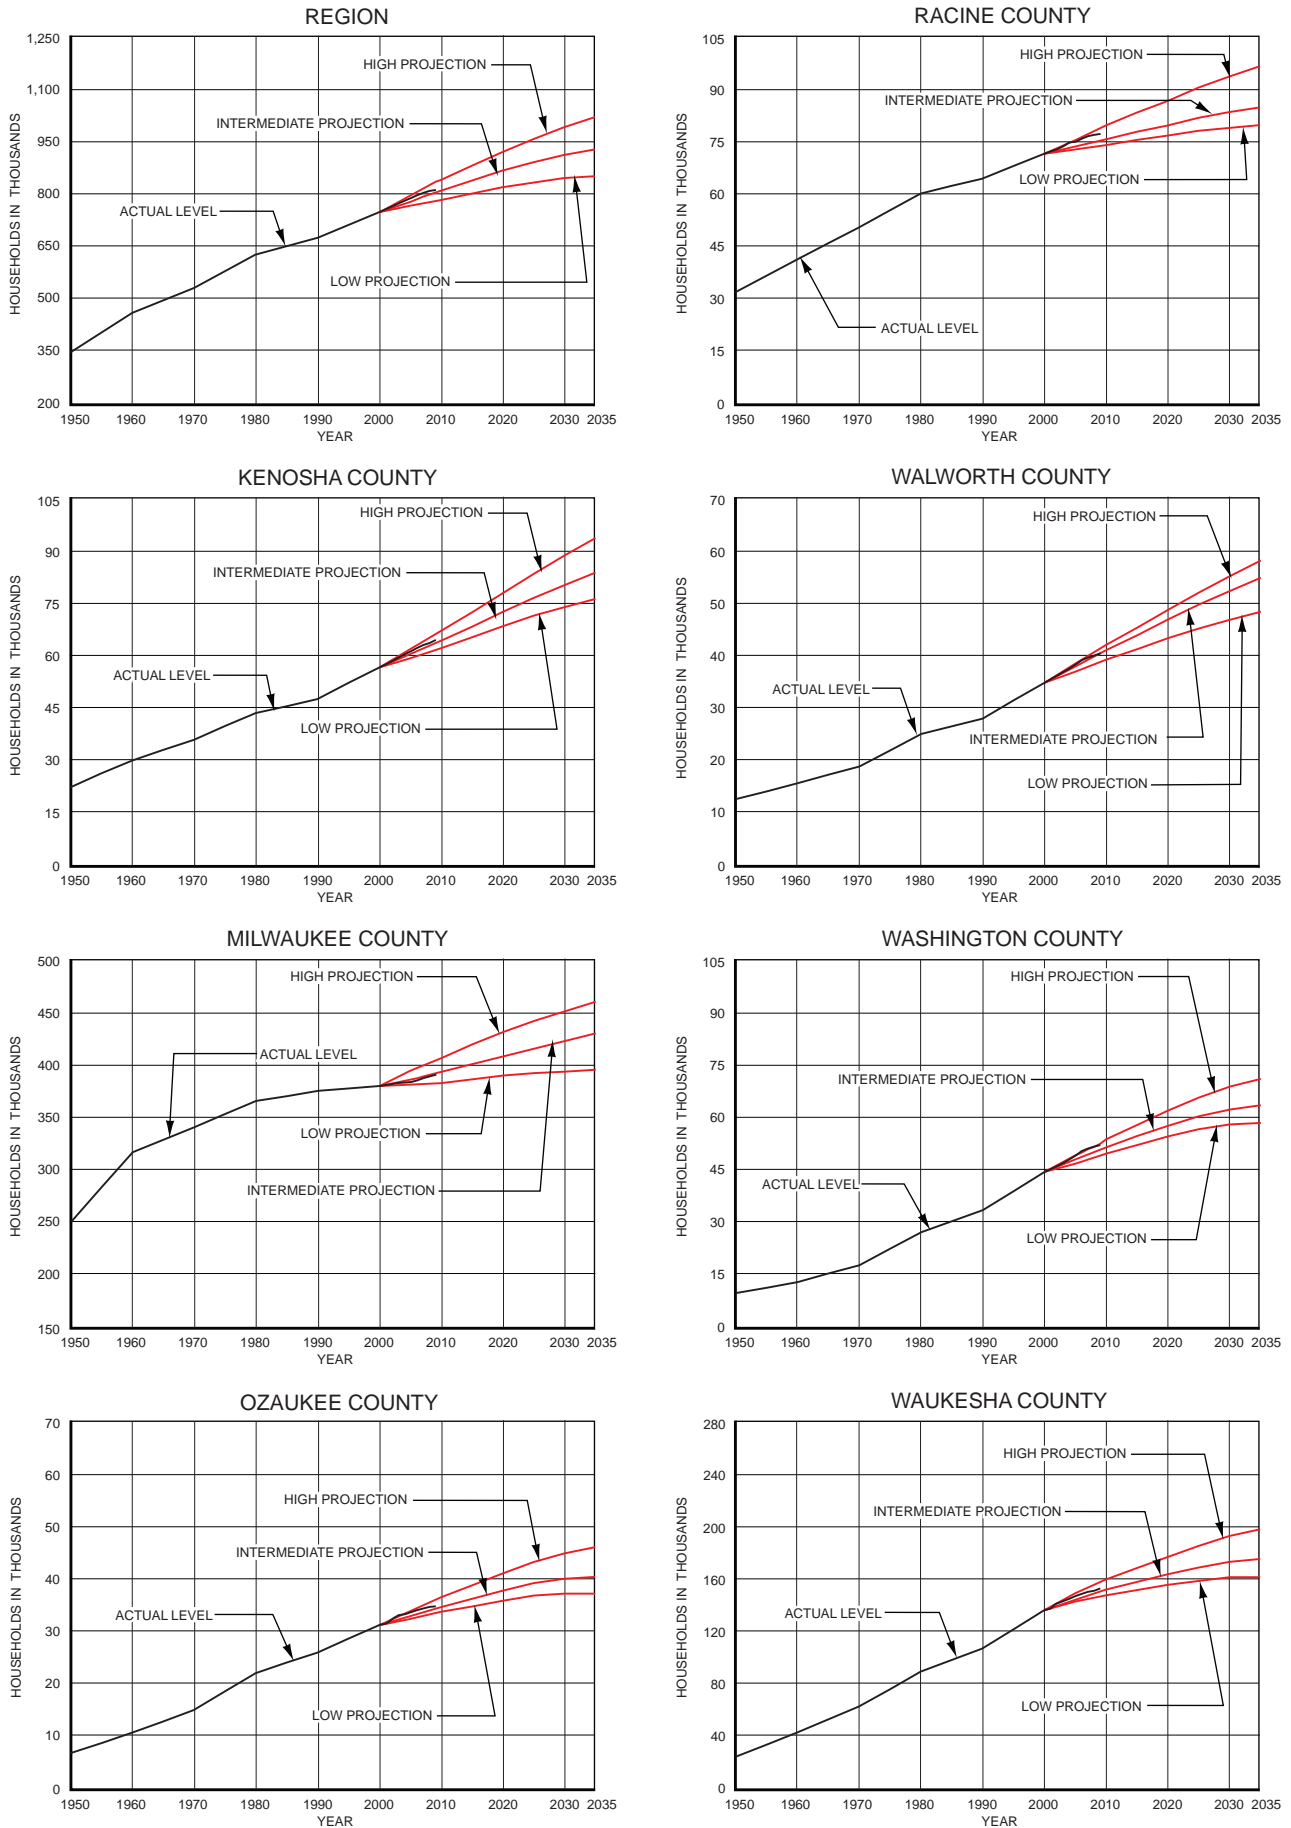 REGION
1,250
1,100
950
800
650
500
350
200
HOUSEHOLDS IN THOUSANDS
HIGH PROJECTION
INTERMEDIATE PROJECTION
ACTUAL LEVEL
LOW PROJECTION
1950 1960 1970 1980 1990 2000 2010 2020 2030 2035
YEAR
RACINE COUNTY
105
90
75
60
45
30
15
0
HOUSEHOLDS IN THOUSANDS
HIGH PROJECTION
INTERMEDIATE PROJECTION
LOW PROJECTION
ACTUAL LEVEL
1950 1960 1970 1980 1990 2000 2010 2020 2030 2035
YEAR
KENOSHA COUNTY
105
90
75
60
45
30
15
0
HOUSEHOLDS IN THOUSANDS
HIGH PROJECTION
INTERMEDIATE PROJECTION
ACTUAL LEVEL
LOW PROJECTION
1950 1960 1970 1980 1990 2000 2010 2020 2030 2035
YEAR
WALWORTH COUNTY
70
60
50
40
30
20
10
0
HOUSEHOLDS IN THOUSANDS
HIGH PROJECTION
ACTUAL LEVEL
INTERMEDIATE PROJECTION
LOW PROJECTION
1950 1960 1970 1980 1990 2000 2010 2020 2030 2035
YEAR
MILWAUKEE COUNTY
500
450
400
350
300
250
200
150
HOUSEHOLDS IN THOUSANDS
HIGH PROJECTION
ACTUAL LEVEL
LOW PROJECTION
INTERMEDIATE PROJECTION
1950 1960 1970 1980 1990 2000 2010 2020 2030 2035
YEAR
WASHINGTON COUNTY
105
90
75
60
45
30
15
0
HOUSEHOLDS IN THOUSANDS
HIGH PROJECTION
INTERMEDIATE PROJECTION
ACTUAL LEVEL
LOW PROJECTION
1950 1960 1970 1980 1990 2000 2010 2020 2030 2035
YEAR
OZAUKEE COUNTY
70
60
50
40
30
20
10
0
HOUSEHOLDS IN THOUSANDS
HIGH PROJECTION
INTERMEDIATE PROJECTION
ACTUAL LEVEL
LOW PROJECTION
1950 1960 1970 1980 1990 2000 2010 2020 2030 2035
YEAR
WAUKESHA COUNTY
280
240
200
160
120
80
40
0
HOUSEHOLDS IN THOUSANDS
HIGH PROJECTION
INTERMEDIATE PROJECTION
ACTUAL LEVEL
LOW PROJECTION
1950 1960 1970 1980 1990 2000 2010 2020 2030 2035
YEAR